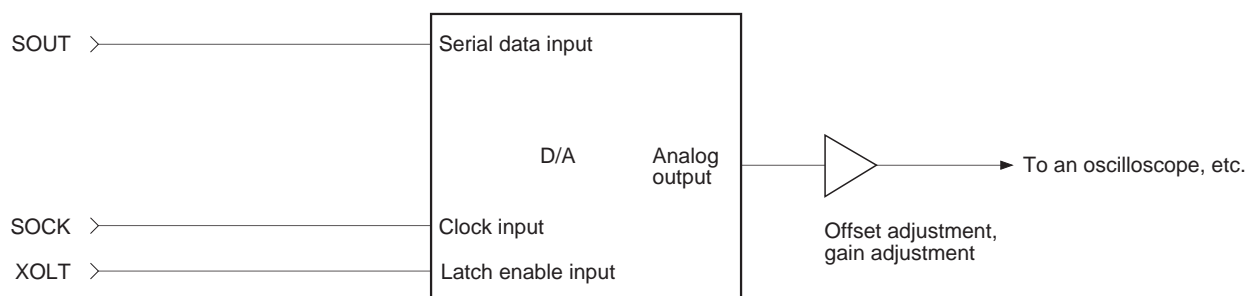 SOUT
Serial data input
D/A
Analog
output
To an oscilloscope, etc.
SOCK
Clock input
Offset adjustment,
gain adjustment
XOLT
Latch enable input